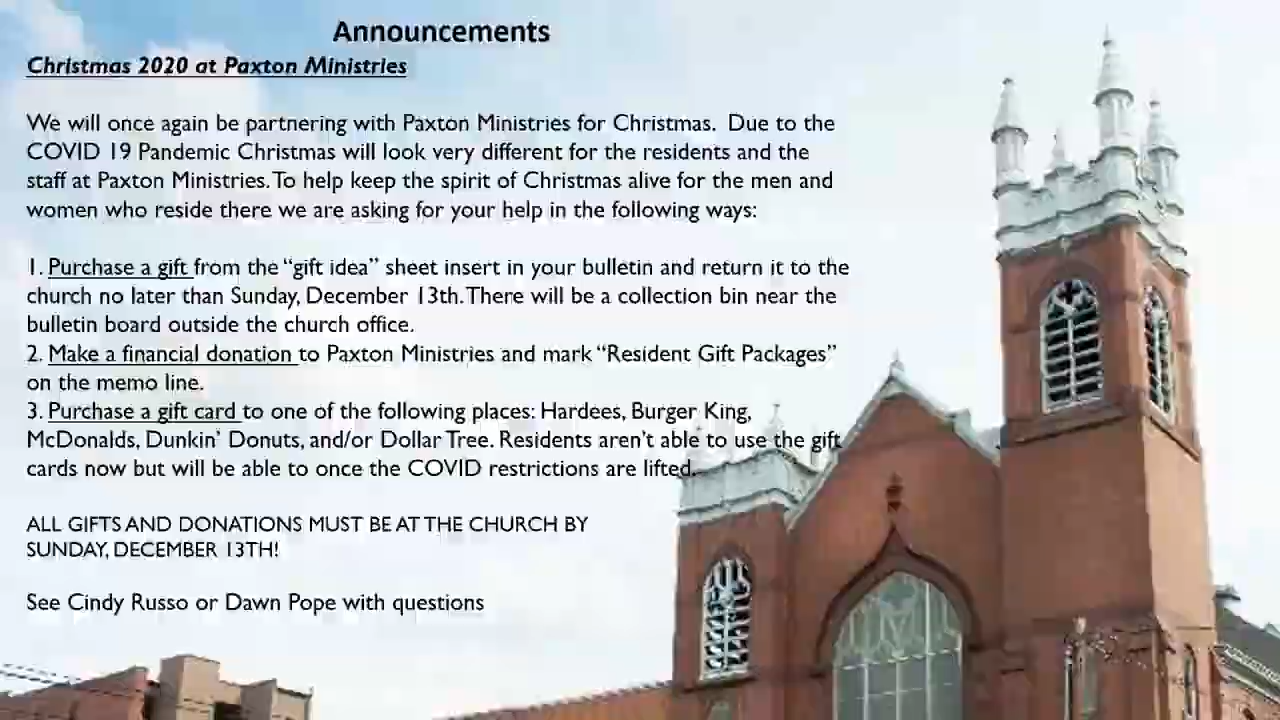 Announcements
Christmas 2020 at Paxton Ministries
We will once again be partnering with Paxton Ministries for Christmas.  Due to the
COVID 19 Pandemic Christmas will look very different for the residents and the
staff at Paxton Ministries. To help keep the spirit of Christmas alive for the men and
women who reside there we are asking for your help in the following ways:
1. Purchase a gift from the “gift idea” sheet insert in your bulletin and return it to the
church no later than Sunday, December 13th. There will be a collection bin near the
bulletin board outside the church office.
2. Make a financial donation to Paxton Ministries and mark “Resident Gift Packages”
on the memo line.
3. Purchase a gift card to one of the following places: Hardees, Burger King,
McDonalds, Dunkin’ Donuts, and/or Dollar Tree. Residents aren’t able to use the gift
cards now but will be able to once the COVID restrictions are lifted.
ALL GIFTS AND DONATIONS MUST BE AT THE CHURCH BY
SUNDAY, DECEMBER 13TH!
See Cindy Russo or Dawn Pope with questions